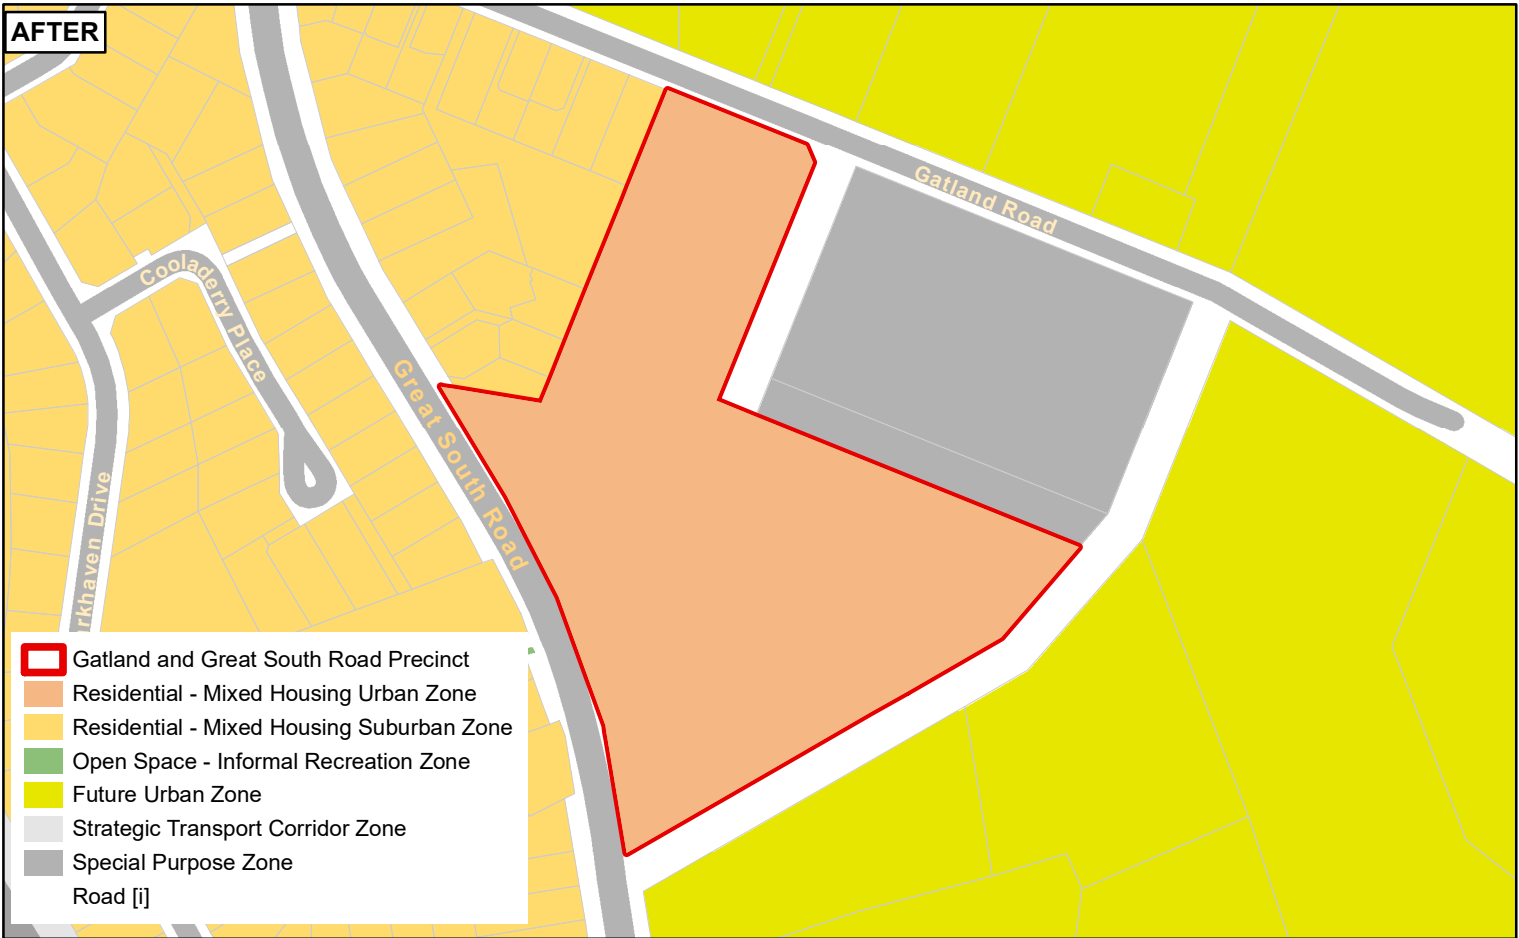 AFTER
Gatland Road
Cooladerry Place
Great South Road
rkhaven Drive
Gatland and Great South Road Precinct
Residential - Mixed Housing Urban Zone
Residential - Mixed Housing Suburban Zone
Open Space - Informal Recreation Zone
Future Urban Zone
Strategic Transport Corridor Zone
Special Purpose Zone
Road [i]